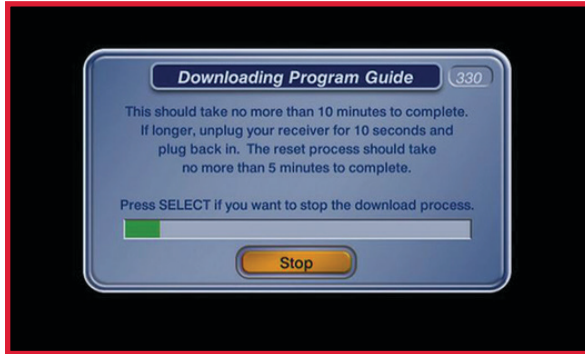 Downloading Program Guide
330
This should take no more than 10 minutes to complete.
If longer, unplug your receiver for 10 seconds and
plug back in. The reset process should take
no more than 5 minutes to complete.
Press SELECT if you want to stop the download process.
Stop